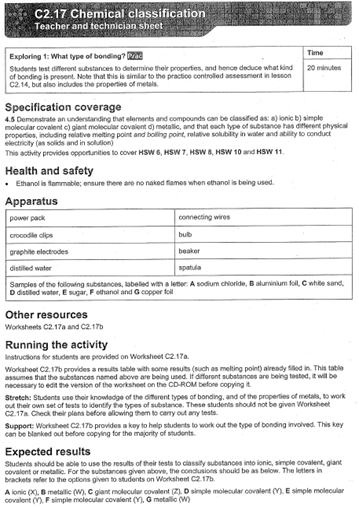 C2.17 Chemical classification
Teacher and technician sheet
Exploring 1: What type of bonding? Prac
Time
Students test different substances to determine their properties, and hence deduce what kind
of bonding is present. Note that this is similar to the practice controlled assessment in lesson
C2.14, but also includes the properties of metals.
20 minutes
Specification coverage
4.5 Demonstrate an understanding that elements and compounds can be classified as: a) ionic b) simple
molecular covalent c) giant molecular covalent d) metallic, and that each type of substance has different physical
properties, including relative melting point and boiling point, relative solubility in water and ability to conduct
electricity (as solids and in solution)
This activity provides opportunities to cover HSW 6, HSW 7, HSW 8, HSW 10 and HSW 11.
Health and safety
• Ethanol is flammable; ensure there are no naked flames when ethanol is being used.
Apparatus
power pack
connecting wires
crocodile clips
bulb
graphite electrodes
beaker
distilled water
spatula
Samples of the following substances, labelled with a letter: A sodium chloride, B aluminium foil, C white sand,
D distilled water, E sugar, F ethanol and G copper foil
Other resources
Worksheets C2.17a and C2.17b
Running the activity
Instructions for students are provided on Worksheet C2.17a.
Worksheet C2.17b provides a results table with some results (such as melting point) already filled in. This table
assumes that the substances named above are being used. If different substances are being tested, it will be
necessary to edit the version of the worksheet on the CD-ROM before copying it.
Stretch: Students use their knowledge of the different types of bonding, and of the properties of metals, to work
out their own set of tests to identify the types of substance. These students should not be given Worksheet
C2.17a. Check their plans before allowing them to carry out any tests.
Support: Worksheet C2.17b provides a key to help students to work out the type of bonding involved. This key
can be blanked out before copying for the majority of students.
Expected results
Students should be able to use the results of their tests to classify substances into ionic, simple covalent, giant
covalent or metallic. For the substances given above, the conclusions should be as below. The letters in
brackets refer to the options given to students on Worksheet C2.17b.
A ionic (X), B metallic (W), C giant molecular covalent (Z), D simple molecular covalent (Y), E simple molecular
covalent (Y), F simple molecular covalent (Y), G metallic (W)